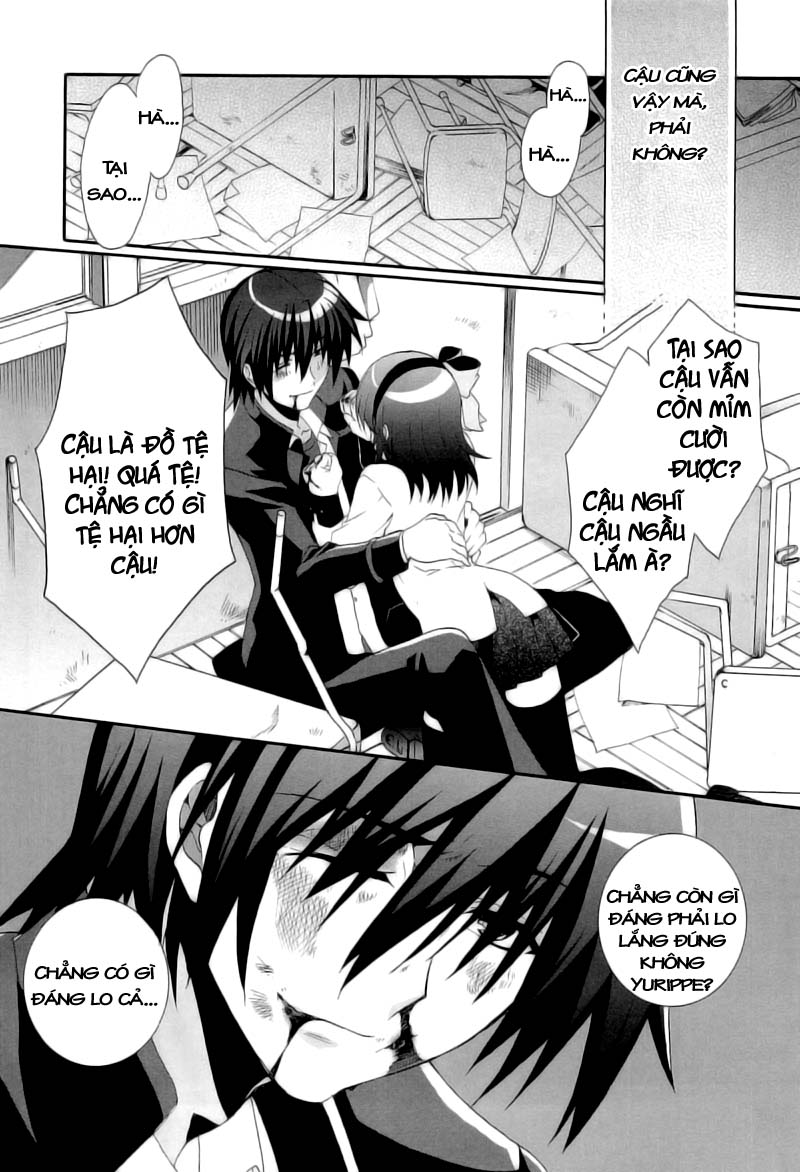 CẬU CŨNG
VẬY MÀ,
PHẢI
KHÔNG?
HÀ...
HÀ...
HÀ...
TẠI
SAO...
TẠI SAO
CẬU VẪN
CÒN MỈM
CƯỜI
ĐƯỢC?
CẬU NGHĨ
CẬU NGẦU
LẮM À?
CẬU LÀ ĐỒ TỆ
HẠI! QUÁ TỆ!
CHẲNG CÓ GÌ
TỆ HẠI HƠN
CẬU!
CHẲNG CÒN GÌ
ĐÁNG PHẢI LO
LẮNG ĐÚNG
KHÔNG
YURIPPE?
CHẲNG CÓ GÌ
ĐÁNG LO CẢ...